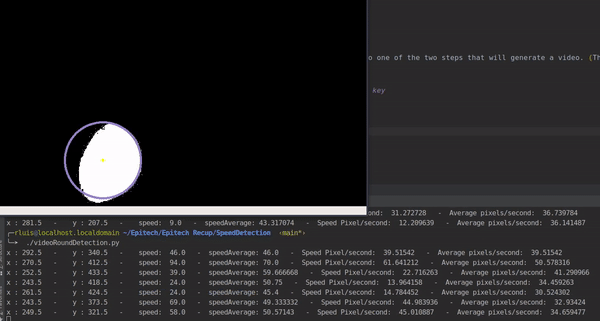 o one of the two steps that will generate a video. (Th
key
ond:  31.272728  -  Average pixels/second:  36.739784
x : 281.5  -   y : 207.5  -   speed:  9.0  -  speedAverage: 43.317074  -  Speed Pixel/second:  12.209639  -  Average pixels/second:  36.141487
rluis@localhost.localdomain ~/Epitech/Epitech Recup/SpeedDetection ‹main*›
./videoRoundDetection.py
x : 292.5  -   y : 340.5  -   speed:  46.0  -  speedAverage: 46.0  -  Speed Pixel/second:  39.51542  -  Average pixels/second:  39.51542
x : 270.5  -   y : 412.5  -   speed:  94.0  -  speedAverage: 70.0  -  Speed Pixel/second:  61.641212  -  Average pixels/second:  50.578316
x : 252.5  -   y : 433.5  -   speed:  39.0  -  speedAverage: 59.666668  -  Speed Pixel/second:  22.716263  -  Average pixels/second:  41.290966
x : 243.5  -   y : 418.5  -   speed:  24.0  -  speedAverage: 50.75  -  Speed Pixel/second:  13.964158  -  Average pixels/second:  34.459263
x : 261.5  -   y : 424.5  -   speed:  24.0  -  speedAverage: 45.4  -  Speed Pixel/second:  14.784452  -  Average pixels/second:  30.524302
x : 243.5  -   y : 373.5  -   speed:  69.0  -  speedAverage: 49.333332  -  Speed Pixel/second:  44.983936  -  Average pixels/second:  32.93424
x : 249.5  -   y : 321.5  -   speed:  58.0  -  speedAverage: 50.57143  -  Speed Pixel/second:  45.010887  -  Average pixels/second:  34.659477